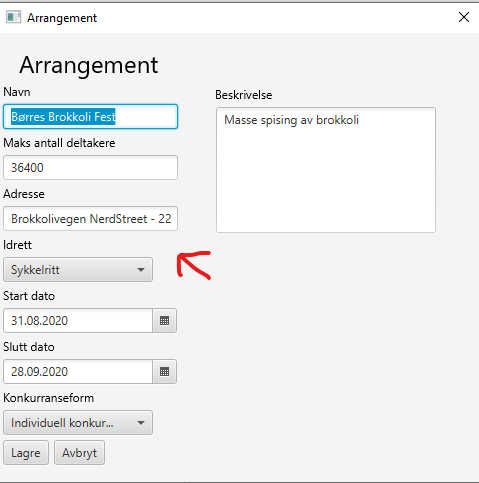 Arrangement
Arrangement
Navn
Børres Brokkoli Fest
Maks antall deltakere
36400
Adresse
Brokkolivegen NerdStreet - 22
Idrett
Sykkelritt
Start dato
31.08.2020
Slutt dato
28.09.2020
Konkurranseform
Individuell konkur...
Lagre Avbryt
Beskrivelse
Masse spising av brokkoli